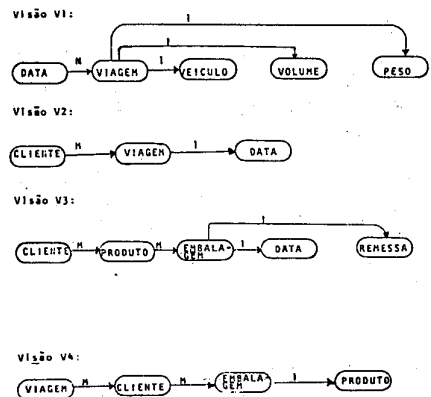 Visão V1:
1
1
DATA N VIAGEM 1 VEICULO VOLUME PESO
Visão V2:
CLIENTE M VIAGEM 1 DATA
Visão V3:
1
CLIENTE M PRODUTO M EMBALA- 1 DATA REMESSA
GEM
Visão V4:
VIAGEM M CLIENTE M EMBALA- 1 PRODUTO
GEM